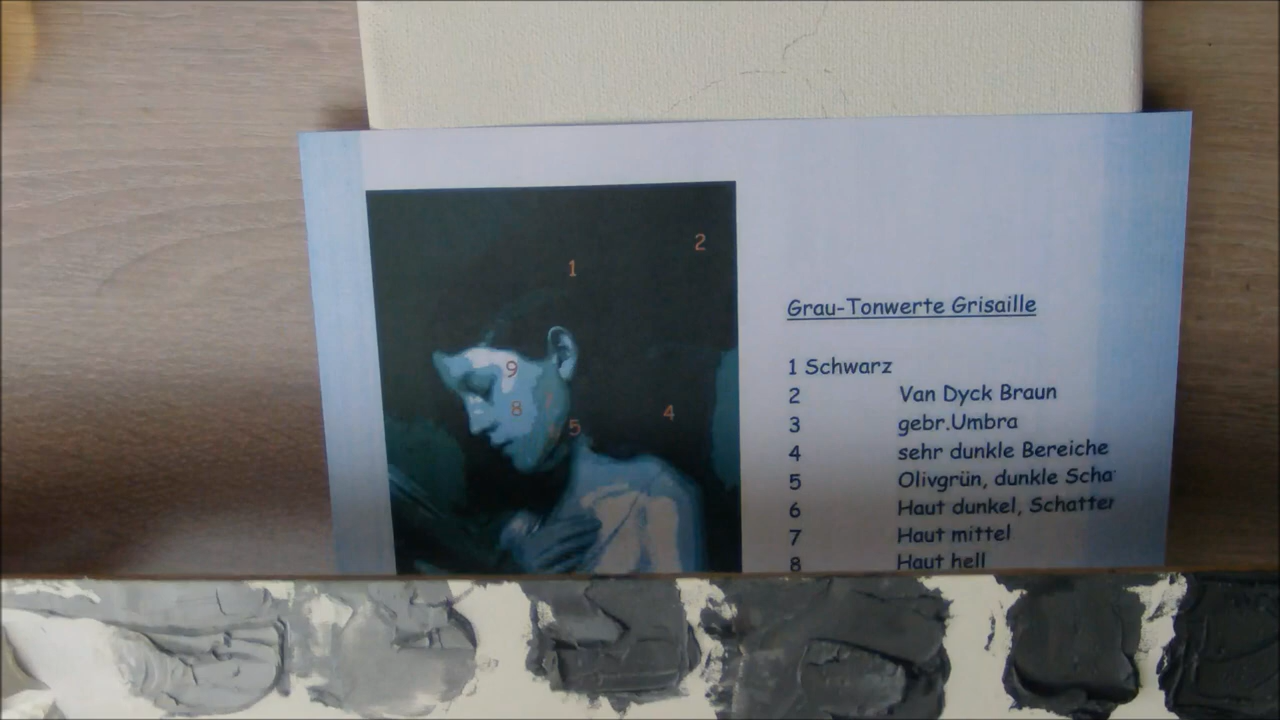 2
1
9
8
4
5
Grau-Tonwerte Grisaille
1 Schwarz
2 Van Dyck Braun
3 gebr.Umbra
4 sehr dunkle Bereiche
5 Olivgrün, dunkle Scha
6 Haut dunkel, Schatter
7 Haut mittel
8 Haut hell